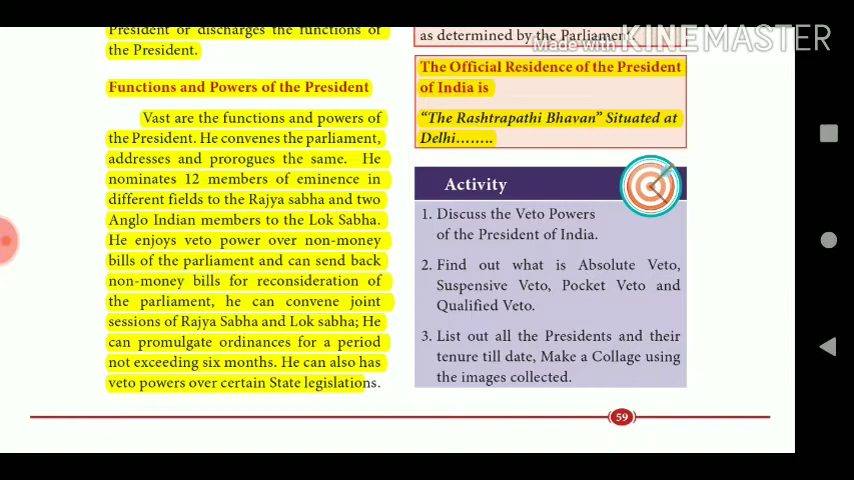 President or discharges the functions of
the President.
Functions and Powers of the President
Vast are the functions and powers of
the President. He convenes the parliament,
addresses and prorogues the same. He
nominates 12 members of eminence in
different fields to the Rajya sabha and two
Anglo Indian members to the Lok Sabha.
He enjoys veto power over non-money
bills of the parliament and can send back
non-money bills for reconsideration of
the parliament, he can convene joint
sessions of Rajya Sabha and Lok sabha; He
can promulgate ordinances for a period
not exceeding six months. He can also has
veto powers over certain State legislations.
as determined by the Parliament.
Made with KINEMASTER
The Official Residence of the President
of India is
“The Rashtrapathi Bhavan” Situated at
Delhi........
Activity
1. Discuss the Veto Powers
of the President of India.
2. Find out what is Absolute Veto,
Suspensive Veto, Pocket Veto and
Qualified Veto.
3. List out all the Presidents and their
tenure till date, Make a Collage using
the images collected.
59